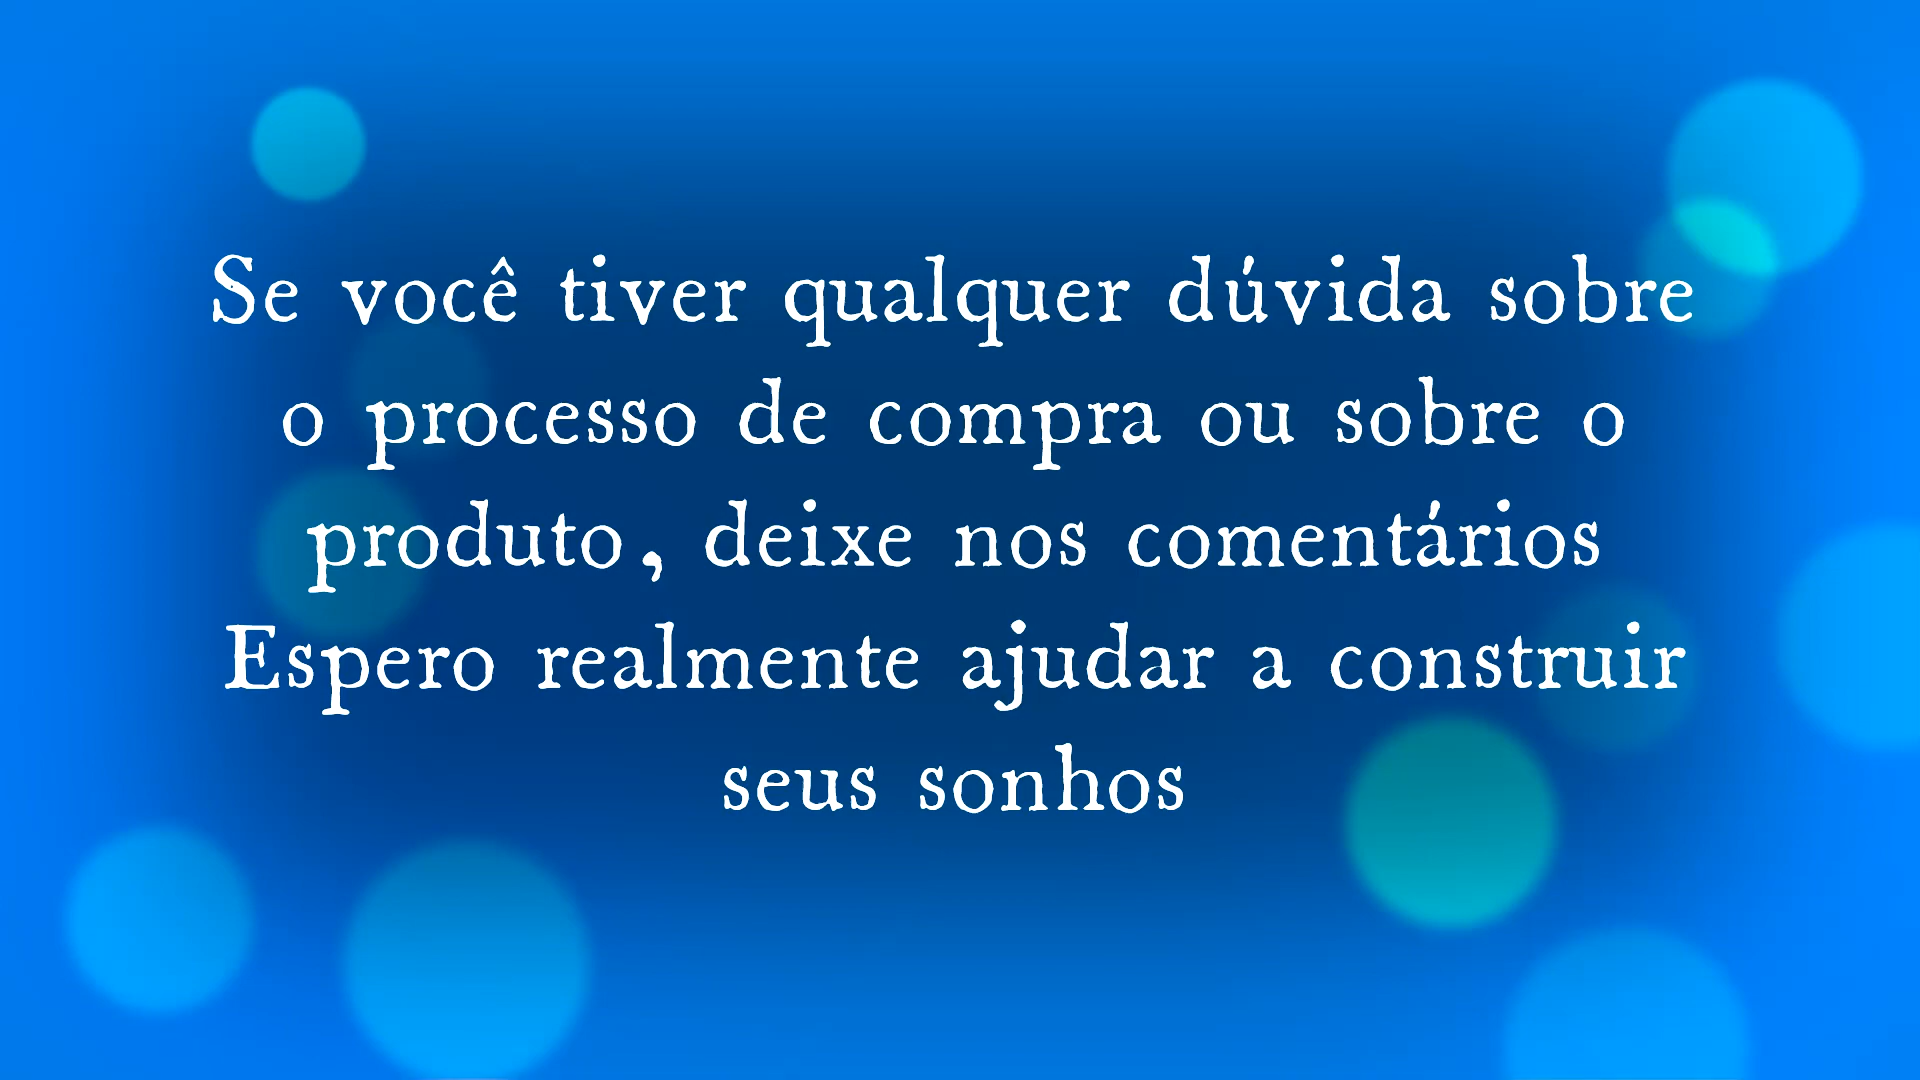 Se você tiver qualquer dúvida sobre
o processo de compra ou sobre o
produto, deixe nos comentários
Espero realmente ajudar a construir
seus sonhos